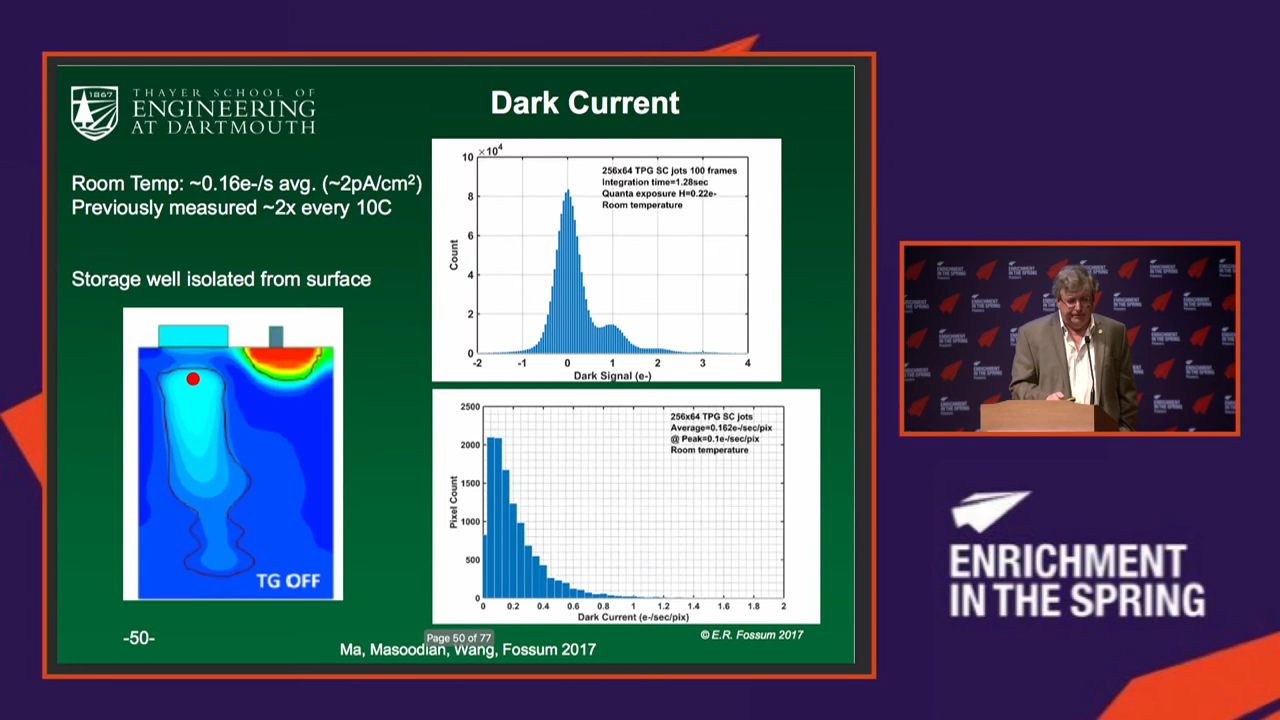 1867
THAYER SCHOOL OF
ENGINEERING
AT DARTMOUTH
Dark Current
Room Temp: ~0.16e-/s avg. (~2pA/cm²)
Previously measured ~2x every 10C
Storage well isolated from surface
TG OFF
×10⁴
256x64 TPG SC jots 100 frames
Integration time=1.28sec
Quanta exposure H=0.22e-
Room temperature
Count
10
8
6
4
2
0
-2 -1 0 1 2 3 4
Dark Signal (e-)
256x64 TPG SC jots
Average=0.162e-/sec/pix
@ Peak=0.1e-/sec/pix
Room temperature
Pixel Count
2500
2000
1500
1000
500
0
0 0.2 0.4 0.6 0.8 1 1.2 1.4 1.6 1.8 2
Dark Current (e-/sec/pix)
-50-
Page 50 of 77
© E.R. Fossum 2017
Ma, Masoodian, Wang, Fossum 2017
ENRICHMENT
IN THE SPRING